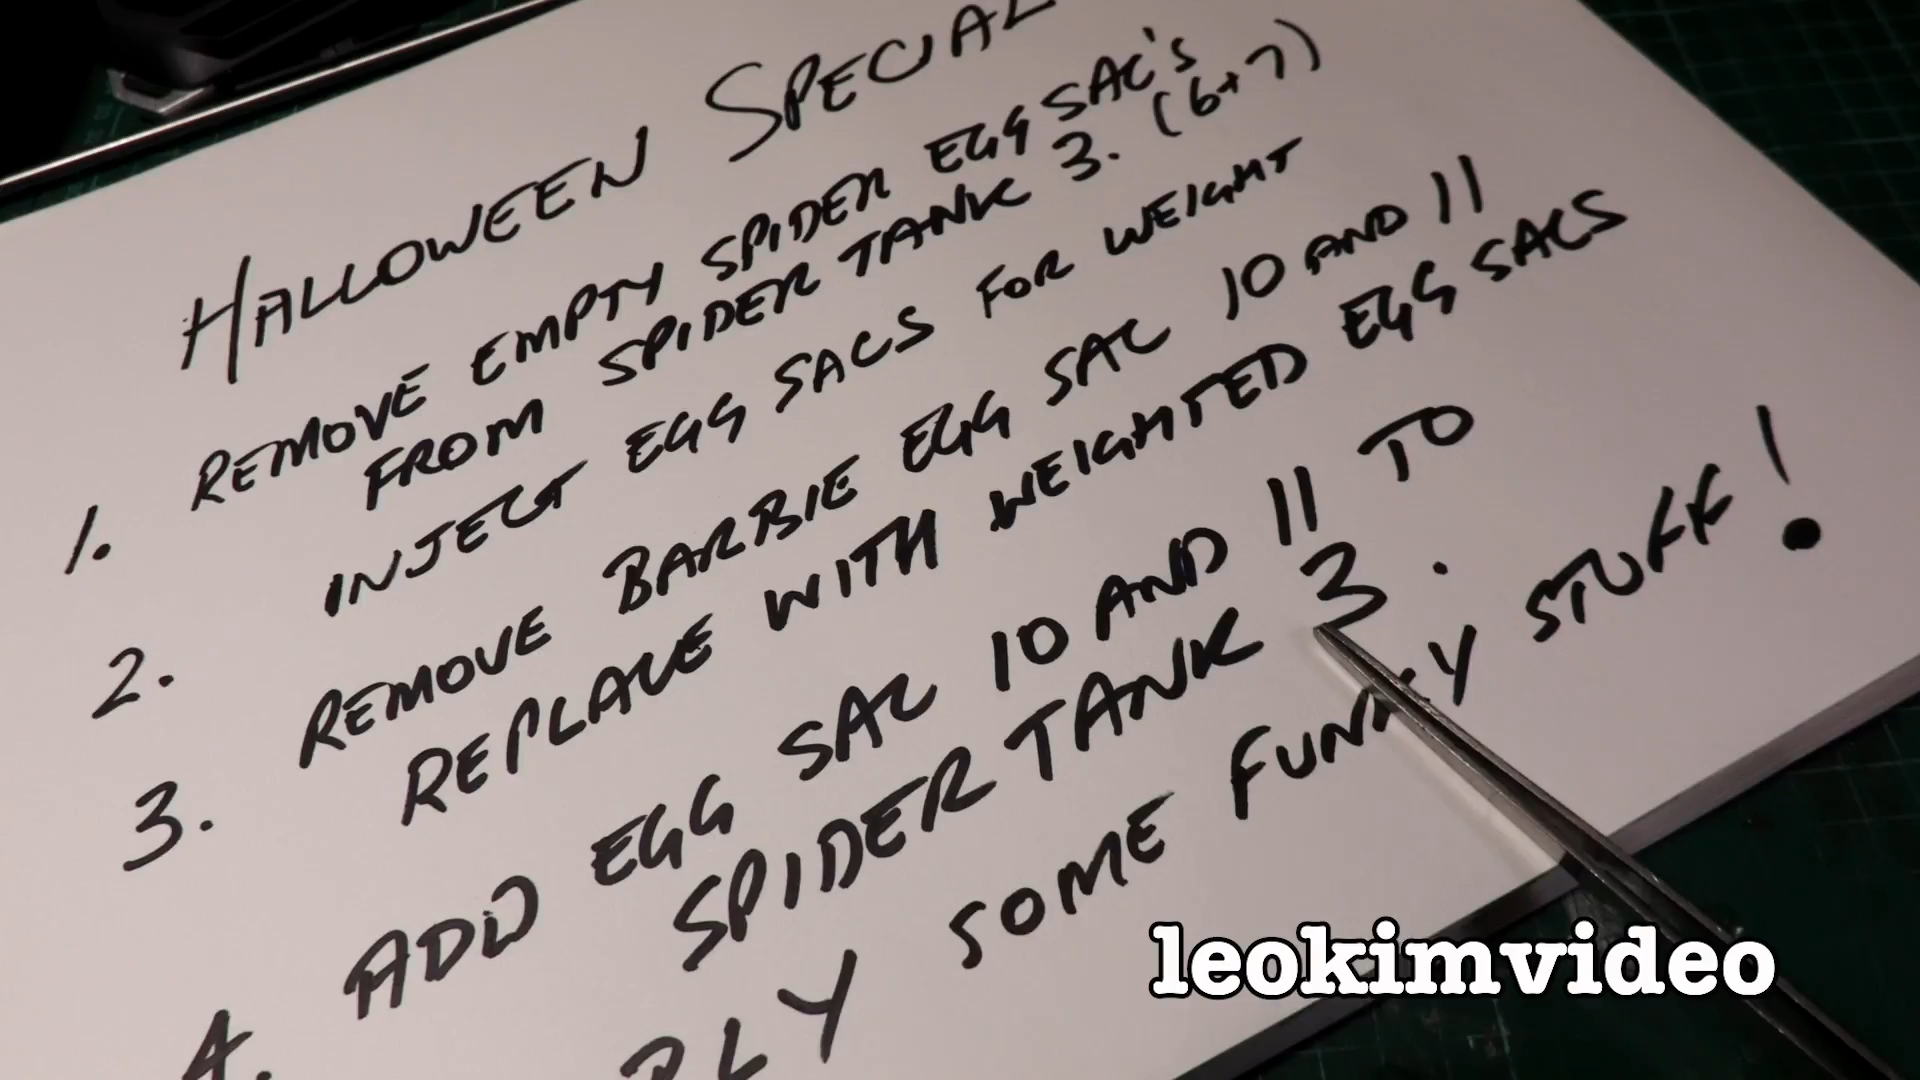 HALLOWEEN SPECIAL
1. REMOVE EMPTY SPIDER EGG SAC'S
FROM SPIDER TANK 3. (6+7)
2. INJECT EGG SACS FOR WEIGHT
3. REMOVE BARBIE EGG SAC 10 AND 11
REPLACE WITH WEIGHTED EGG SACS
4. ADD EGG SAC 10 AND 11 TO
SPIDER TANK 3.
SOME FUNKY STUFF!
leokimvideo